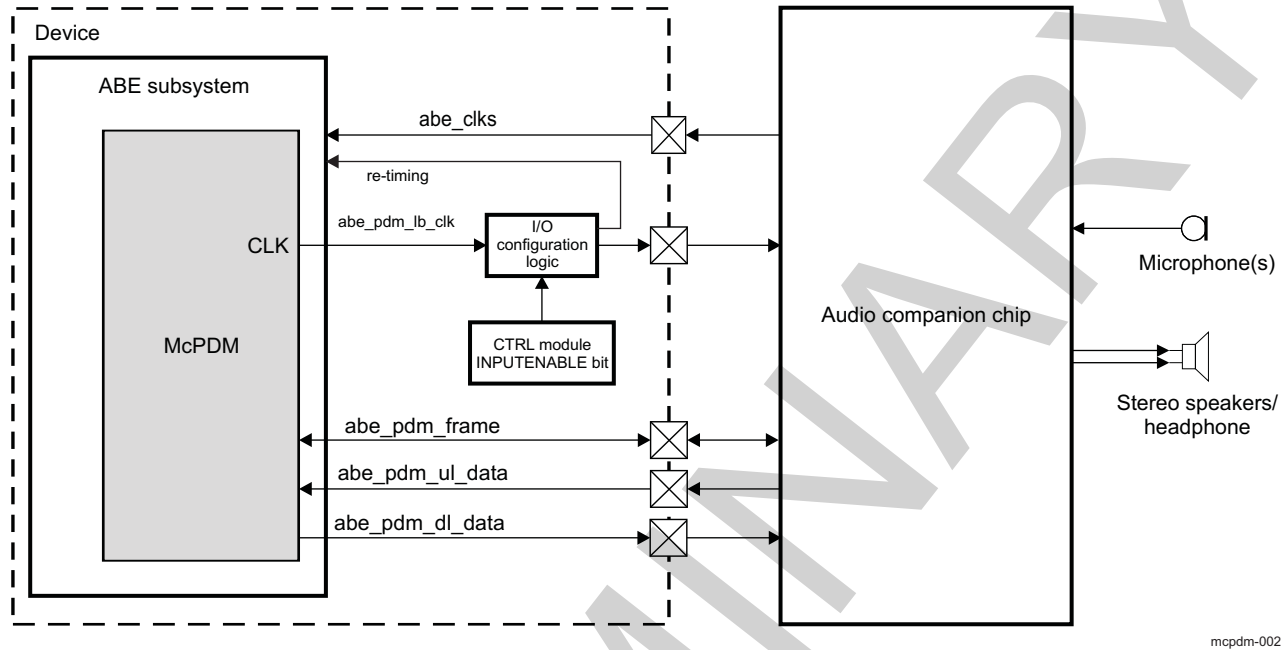 Device
ABE subsystem
abe_clks
re-timing
abe_pdm_lb_clk
CLK
I/O
configuration
logic
CTRL module
INPUTENABLE bit
McPDM
abe_pdm_frame
abe_pdm_ul_data
abe_pdm_dl_data
Audio companion chip
Microphone(s)
Stereo speakers/
headphone
mcpdm-002
MINARY